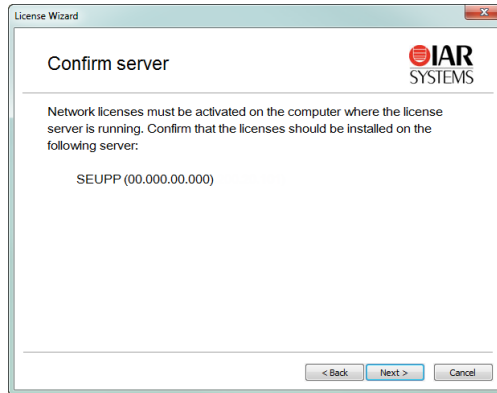 License Wizard
Confirm server
IAR
SYSTEMS
Network licenses must be activated on the computer where the license
server is running. Confirm that the licenses should be installed on the
following server:
SEUPP (00.000.00.000)
< Back Next > Cancel